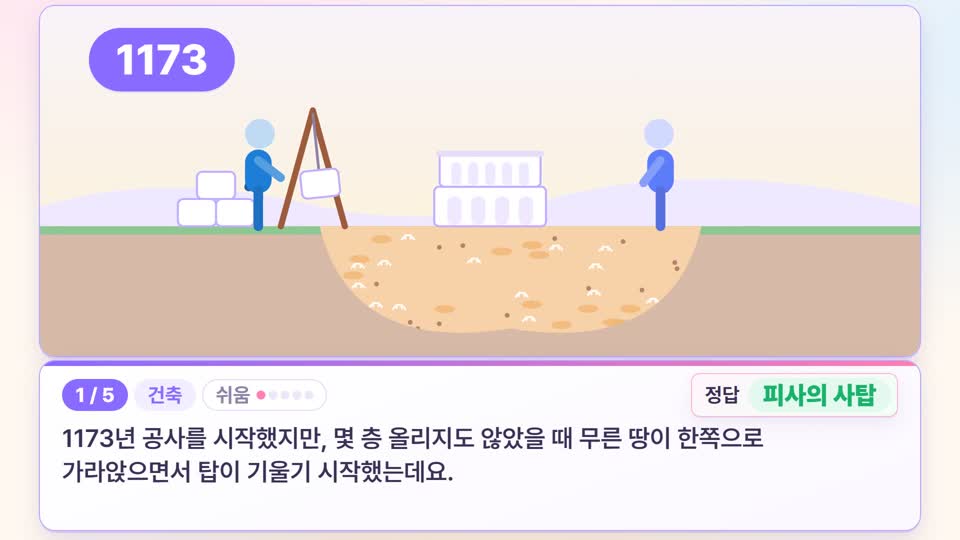 1173
1 / 5 건축 쉬움 정답 피사의 사탑
1173년 공사를 시작했지만, 몇 층 올리지도 않았을 때 무른 땅이 한쪽으로
가라앉으면서 탑이 기울기 시작했는데요.